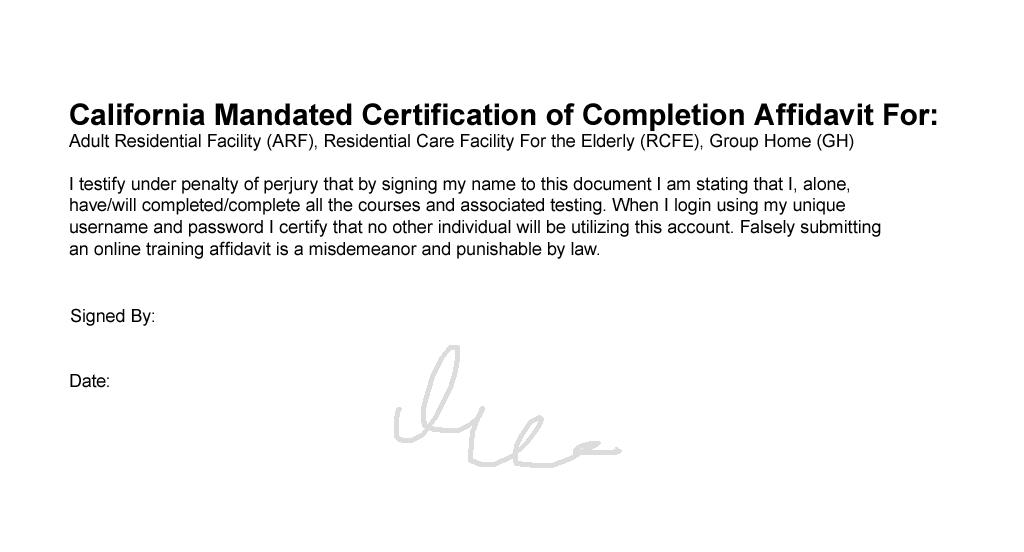 California Mandated Certification of Completion Affidavit For:
Adult Residential Facility (ARF), Residential Care Facility For the Elderly (RCFE), Group Home (GH)
I testify under penalty of perjury that by signing my name to this document I am stating that I, alone,
have/will completed/complete all the courses and associated testing. When I login using my unique
username and password I certify that no other individual will be utilizing this account. Falsely submitting
an online training affidavit is a misdemeanor and punishable by law.
Signed By:
Date: